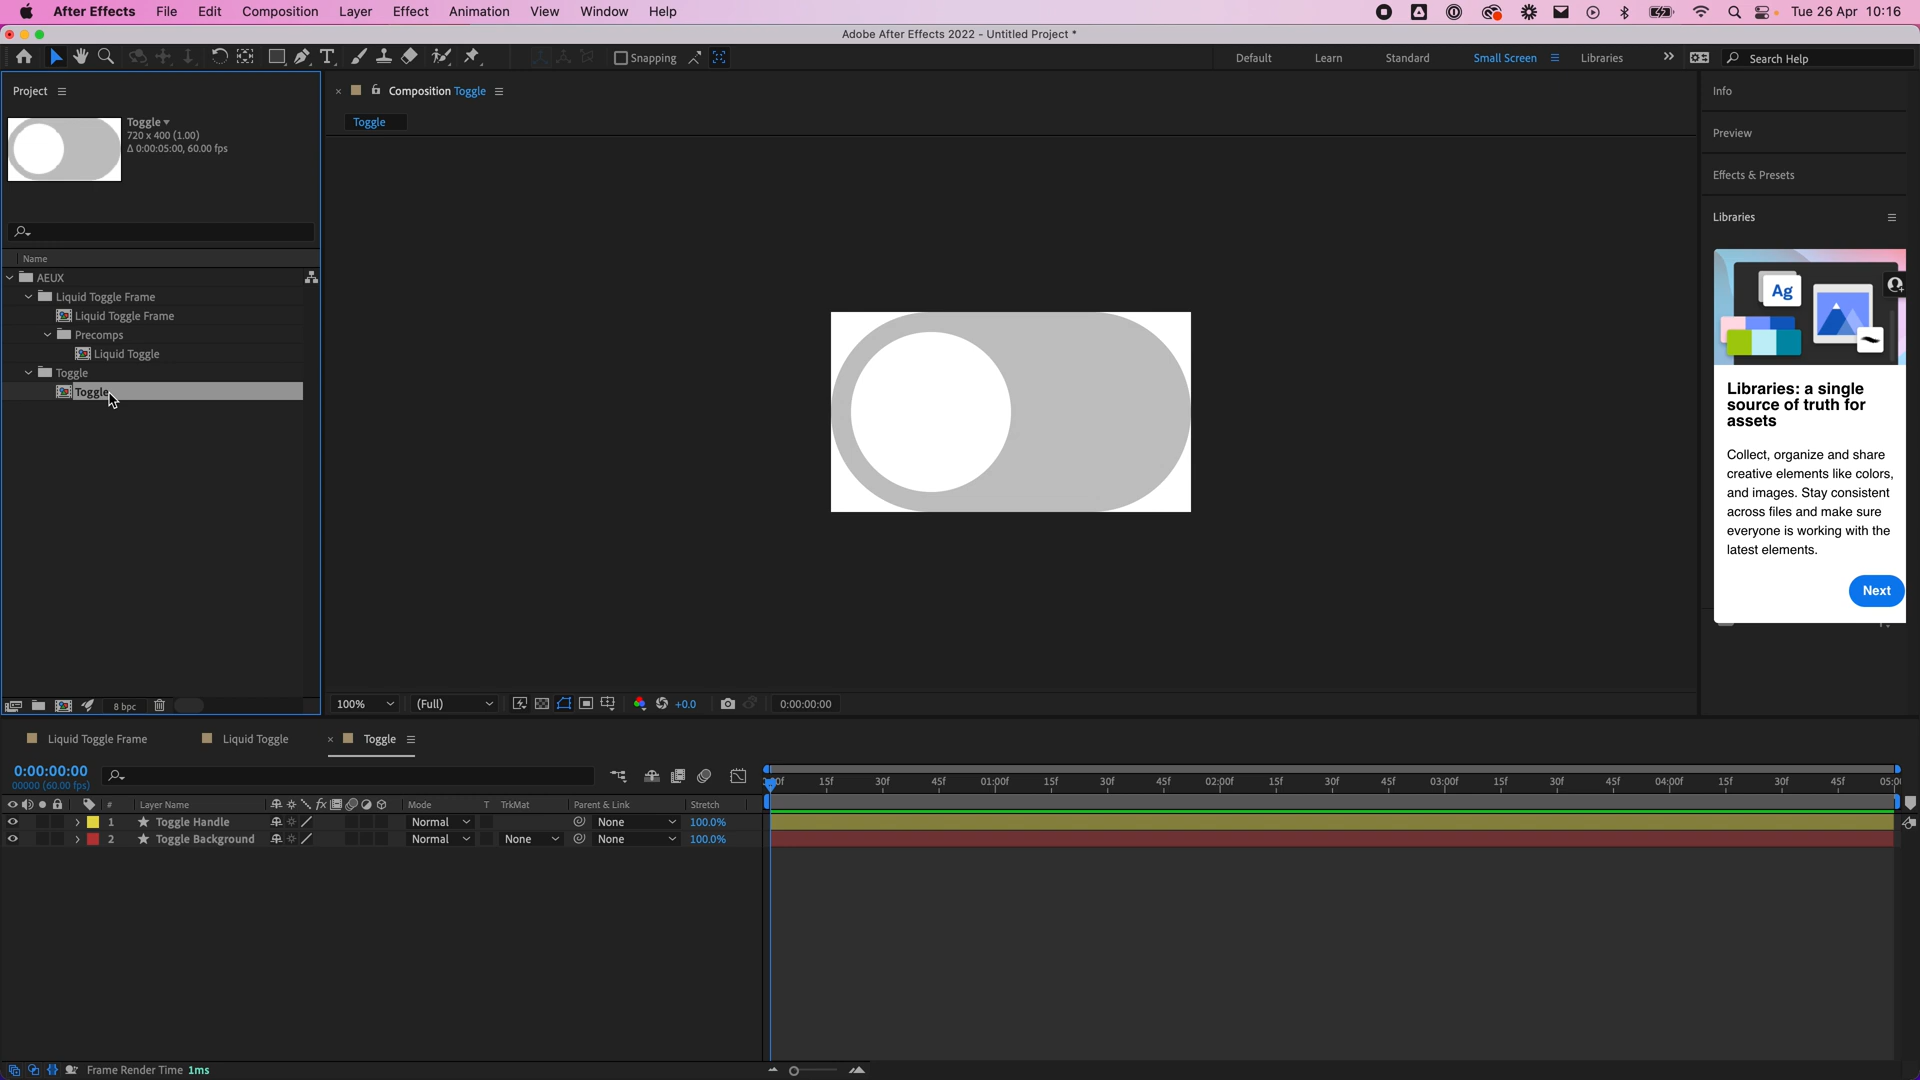 After Effects File Edit Composition Layer Effect Animation View Window Help Tue 26 Apr 10:16
Adobe After Effects 2022 - Untitled Project *
Snapping Default Learn Standard Small Screen Libraries Search Help
Project
Toggle
720 x 400 (1.00)
Δ 0:00:05:00, 60.00 fps
Name
AEUX
Liquid Toggle Frame
Liquid Toggle Frame
Precomps
Liquid Toggle
Toggle
Toggle
8 bpc
Composition Toggle
Toggle
100% (Full) +0.0 0:00:00:00
Info
Preview
Effects & Presets
Libraries
Ag
Libraries: a single
source of truth for
assets
Collect, organize and share
creative elements like colors,
and images. Stay consistent
across files and make sure
everyone is working with the
latest elements.
Next
Liquid Toggle Frame Liquid Toggle Toggle
0:00:00:00
00000 (60.00 fps)
15f 30f 45f 01:00f 15f 30f 45f 02:00f 15f 30f 45f 03:00f 15f 30f 45f 04:00f 15f 30f 45f
# Layer Name fx Mode T TrkMat Parent & Link Stretch
1 Toggle Handle Normal None 100.0%
2 Toggle Background Normal None None 100.0%
Frame Render Time 1ms